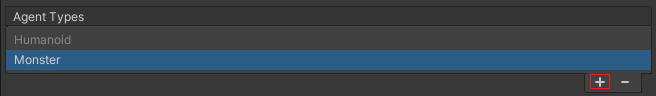 Agent Types
Humanoid
Monster
+ −